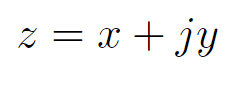 z = x + jy